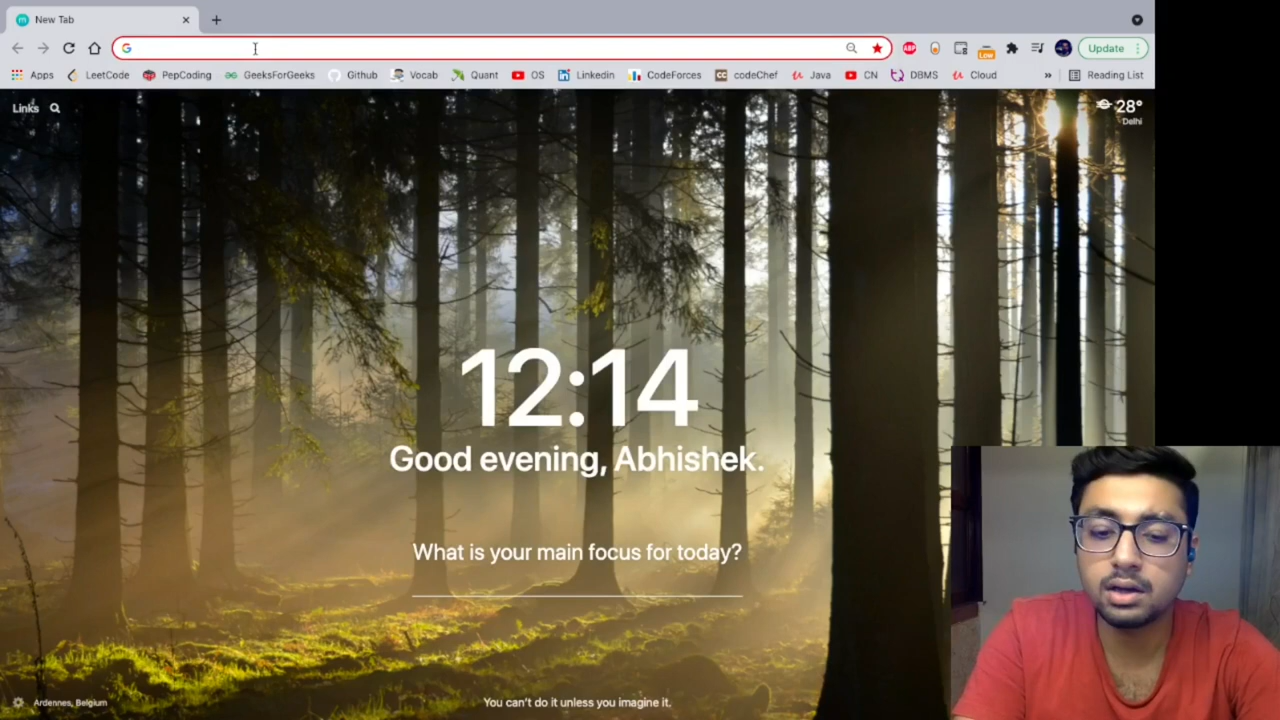 New Tab
Update
Apps LeetCode PepCoding GeeksForGeeks Github Vocab Quant OS Linkedin CodeForces codeChef Java CN DBMS Cloud » Reading List
Links
28°
Delhi
12:14
Good evening, Abhishek.
What is your main focus for today?
Ardennes, Belgium
You can't do it unless you imagine it.
ABP
Low